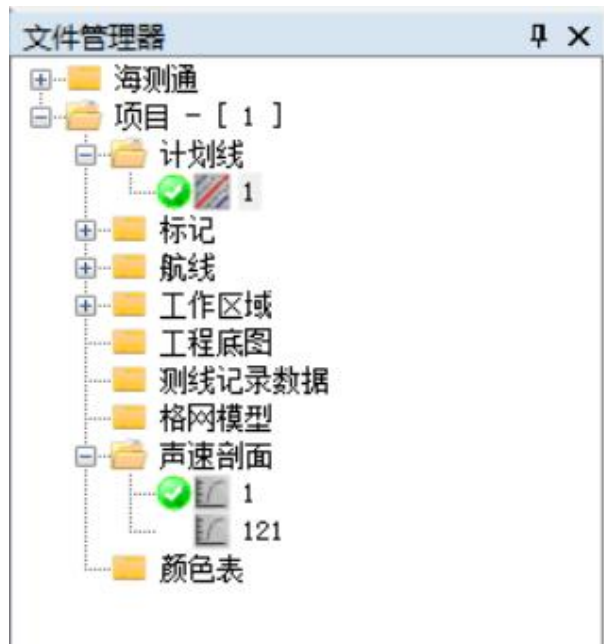 文件管理器
海测通
项目 - [ 1 ]
计划线
1
标记
航线
工作区域
工程底图
测线记录数据
格网模型
声速剖面
1
121
颜色表